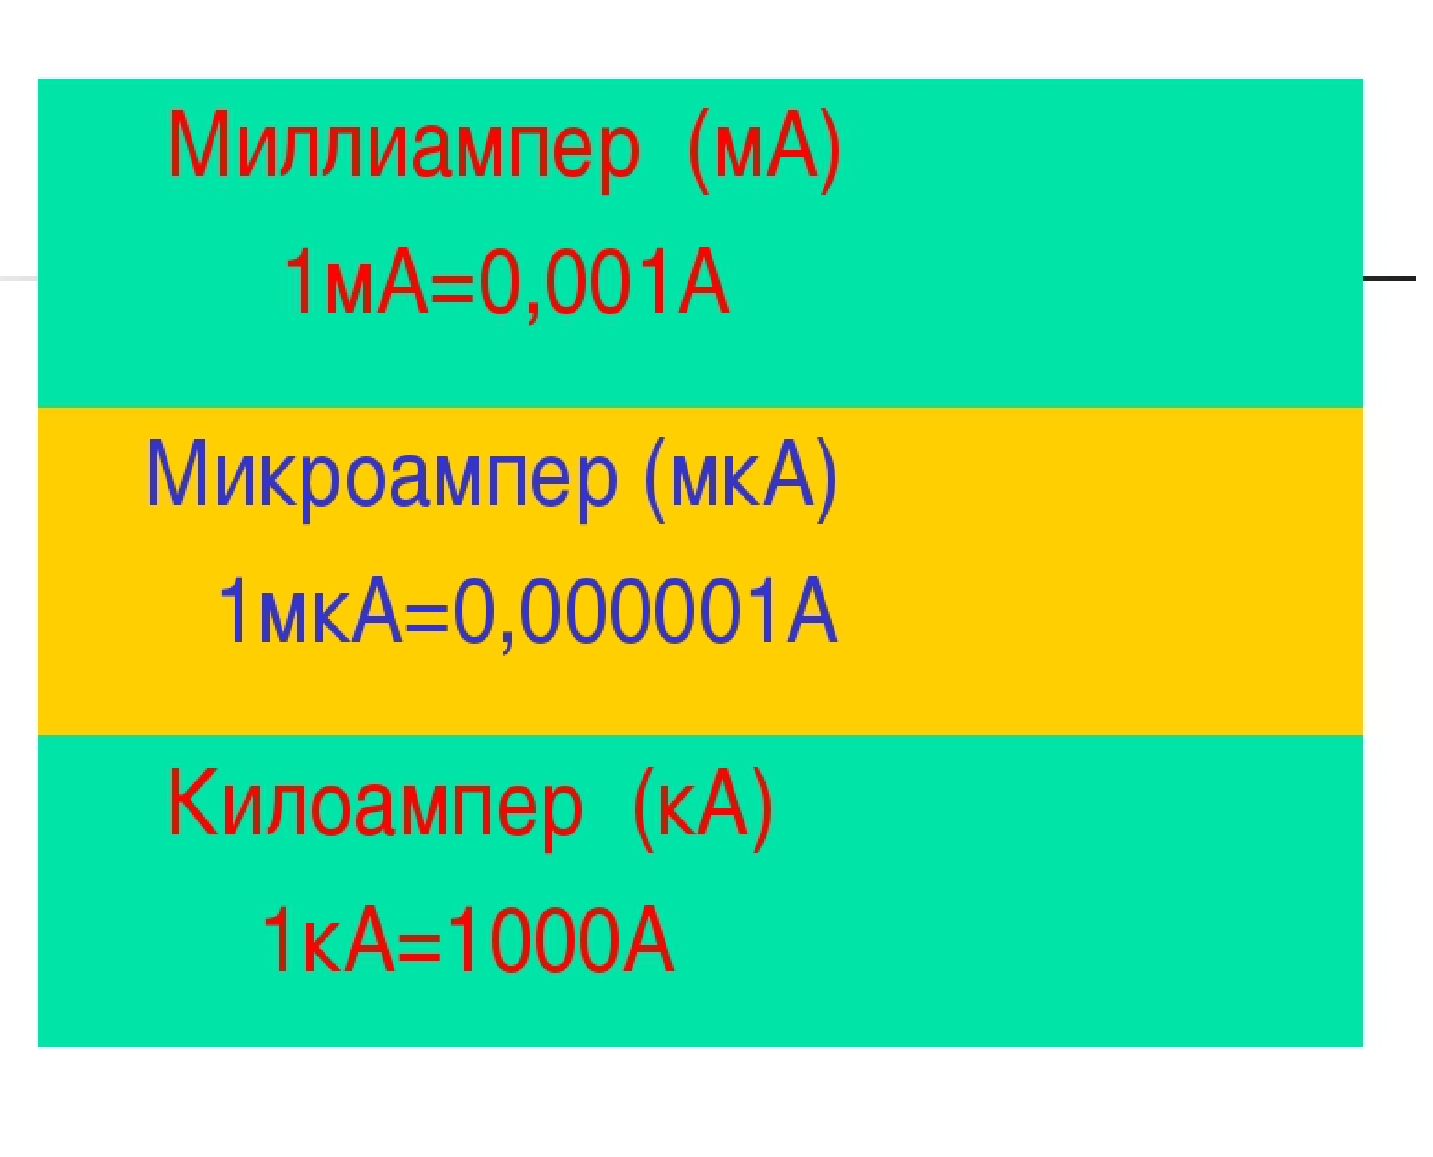 Миллиампер (мА)
1мА=0,001А
Микроампер (мкА)
1мкА=0,000001А
Килоампер (кА)
1кА=1000А